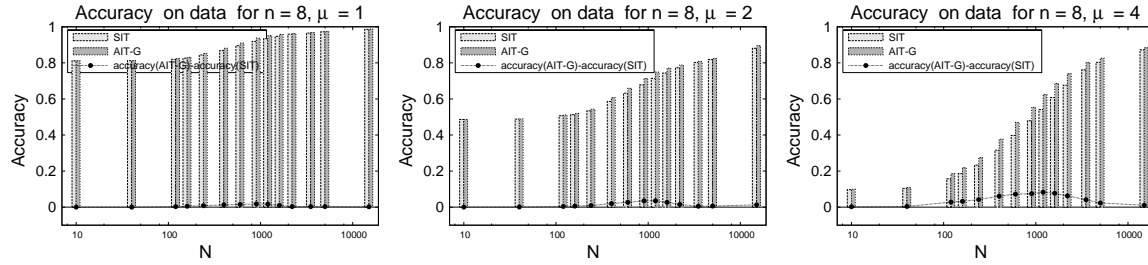 Accuracy on data for n = 8, μ = 1
1
0.8
0.6
0.4
0.2
0
Accuracy
SIT
AIT-G
accuracy(AIT-G)-accuracy(SIT)
10
100
1000
10000
N
Accuracy on data for n = 8, μ = 2
1
0.8
0.6
0.4
0.2
0
Accuracy
SIT
AIT-G
accuracy(AIT-G)-accuracy(SIT)
10
100
1000
10000
N
Accuracy on data for n = 8, μ = 4
1
0.8
0.6
0.4
0.2
0
Accuracy
SIT
AIT-G
accuracy(AIT-G)-accuracy(SIT)
10
100
1000
10000
N